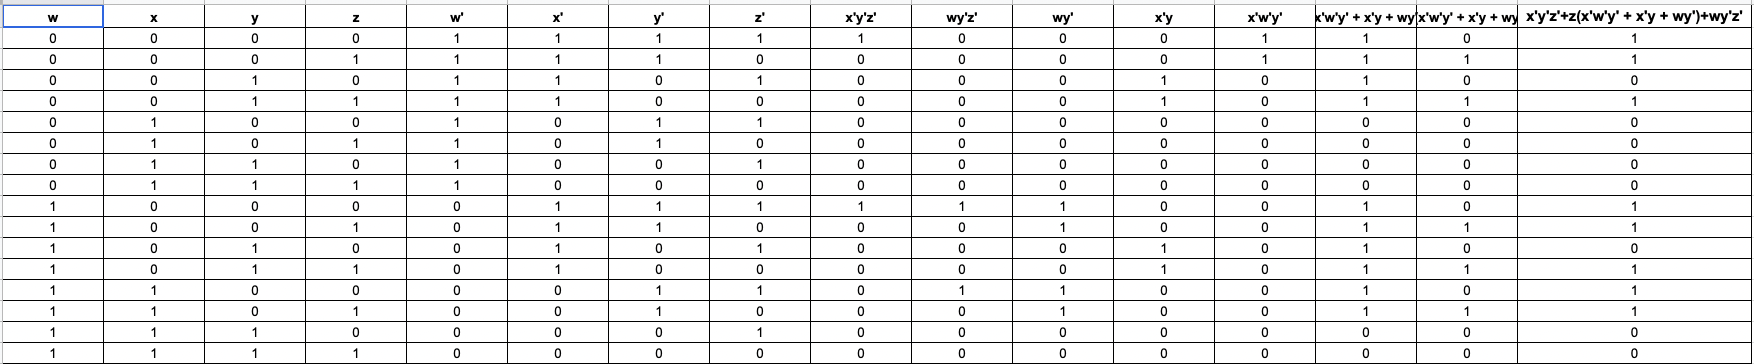 w x y z w' x' y' z' x'y'z' wy'z' wy' x'y x'w'y' x'w'y' + x'y + wy' x'w'y' + x'y + wy x'y'z'+z(x'w'y' + x'y + wy')+wy'z'
0 0 0 0 1 1 1 1 1 0 0 0 1 1 0 1
0 0 0 1 1 1 1 0 0 0 0 0 1 1 1 1
0 0 1 0 1 1 0 1 0 0 0 1 0 1 0 0
0 0 1 1 1 1 0 0 0 0 0 1 0 1 1 1
0 1 0 0 1 0 1 1 0 0 0 0 0 0 0 0
0 1 0 1 1 0 1 0 0 0 0 0 0 0 0 0
0 1 1 0 1 0 0 1 0 0 0 0 0 0 0 0
0 1 1 1 1 0 0 0 0 0 0 0 0 0 0 0
1 0 0 0 0 1 1 1 1 1 1 0 0 1 0 1
1 0 0 1 0 1 1 0 0 0 1 0 0 1 1 1
1 0 1 0 0 1 0 1 0 0 0 1 0 1 0 0
1 0 1 1 0 1 0 0 0 0 0 1 0 1 1 1
1 1 0 0 0 0 1 1 0 1 1 0 0 1 0 1
1 1 0 1 0 0 1 0 0 0 1 0 0 1 1 1
1 1 1 0 0 0 0 1 0 0 0 0 0 0 0 0
1 1 1 1 0 0 0 0 0 0 0 0 0 0 0 0